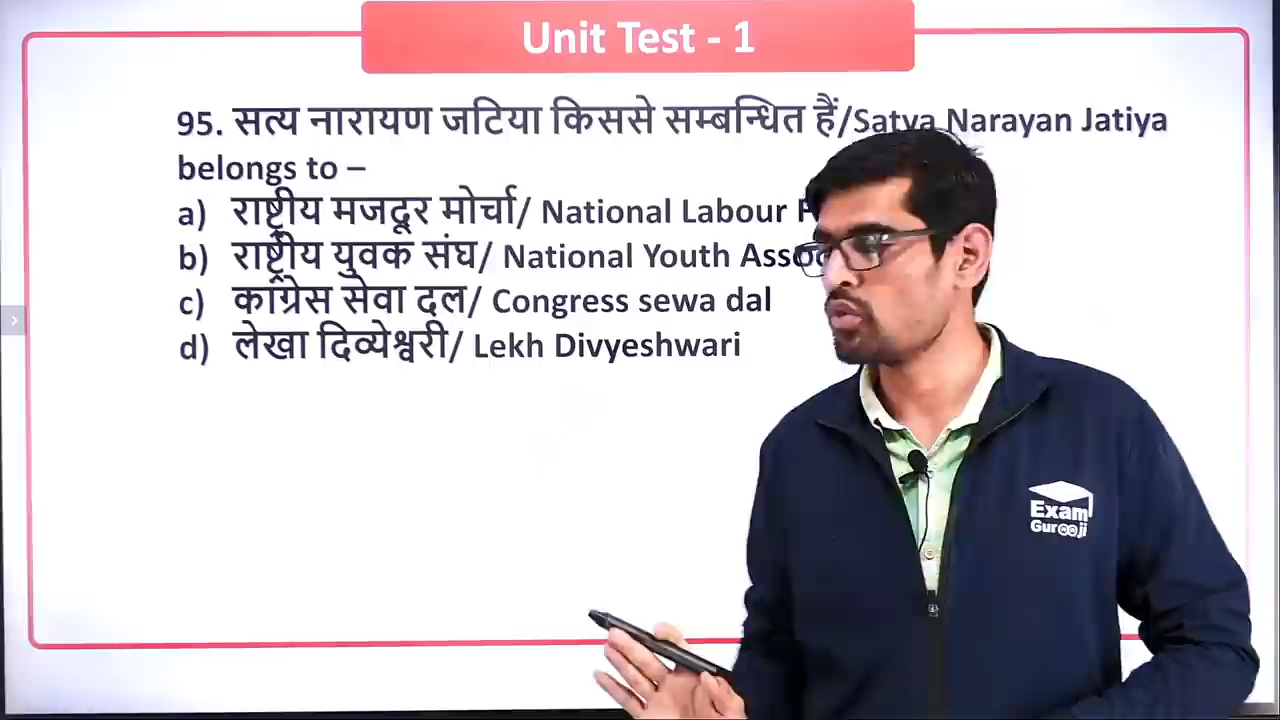 Unit Test - 1
95. सत्य नारायण जटिया किससे सम्बन्धित हैं/Satya Narayan Jatiya
belongs to –
a) राष्ट्रीय मजदूर मोर्चा/ National Labour
b) राष्ट्रीय युवक संघ/ National Youth
c) कांग्रेस सेवा दल/ Congress sewa dal
d) लेखा दिव्येश्वरी/ Lekh Divyeshwari
Exam
Gurooji